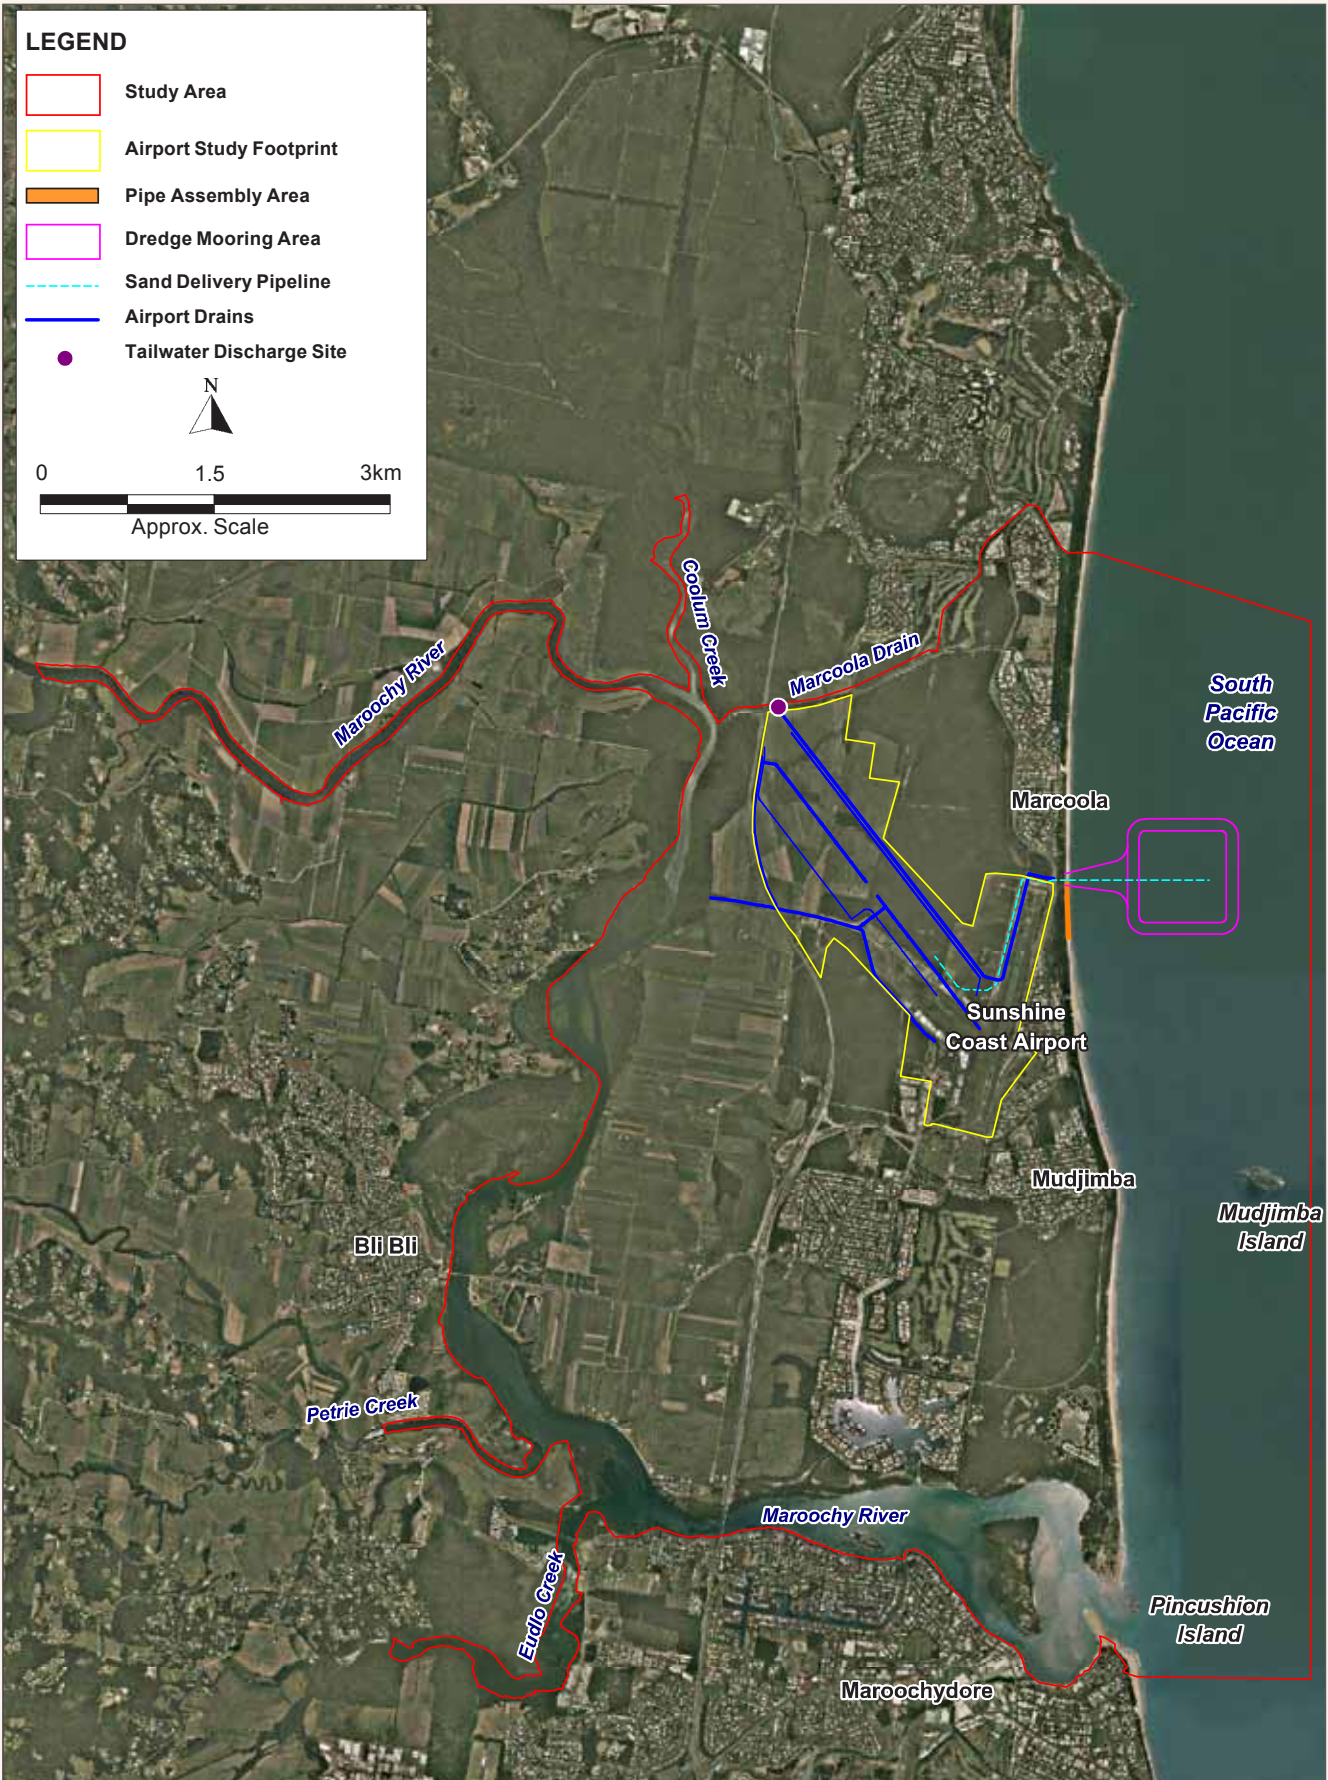 LEGEND
Study Area
Airport Study Footprint
Pipe Assembly Area
Dredge Mooring Area
Sand Delivery Pipeline
Airport Drains
Tailwater Discharge Site
N
0 1.5 3km
Approx. Scale
Coolum Creek
Maroochy River
Marcoola Drain
South
Pacific
Ocean
Marcoola
Sunshine
Coast Airport
Mudjimba
Mudjimba
Island
Bli Bli
Petrie Creek
Maroochy River
Eudlo Creek
Pincushion
Island
Maroochydore